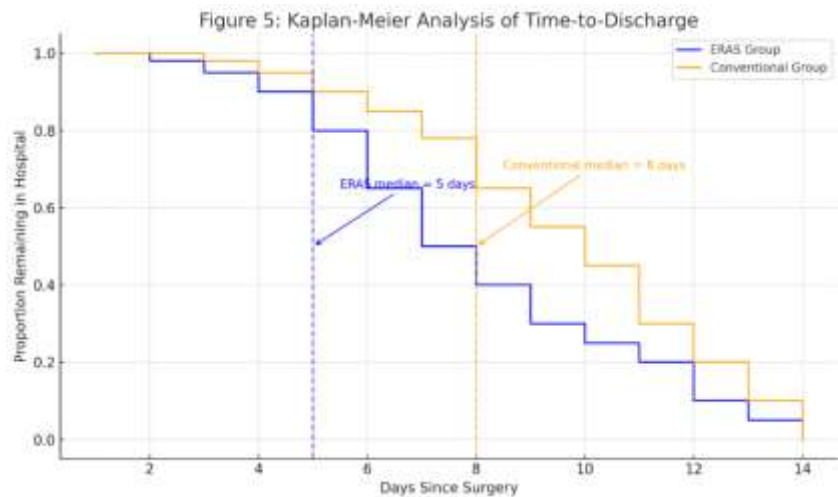 Figure 5: Kaplan-Meier Analysis of Time-to-Discharge
ERAS Group
Conventional Group
1.0
0.8
0.6
0.4
0.2
0.0
Proportion Remaining in Hospital
Conventional median = 8 days
ERAS median = 5 days
2
4
6
8
10
12
14
Days Since Surgery